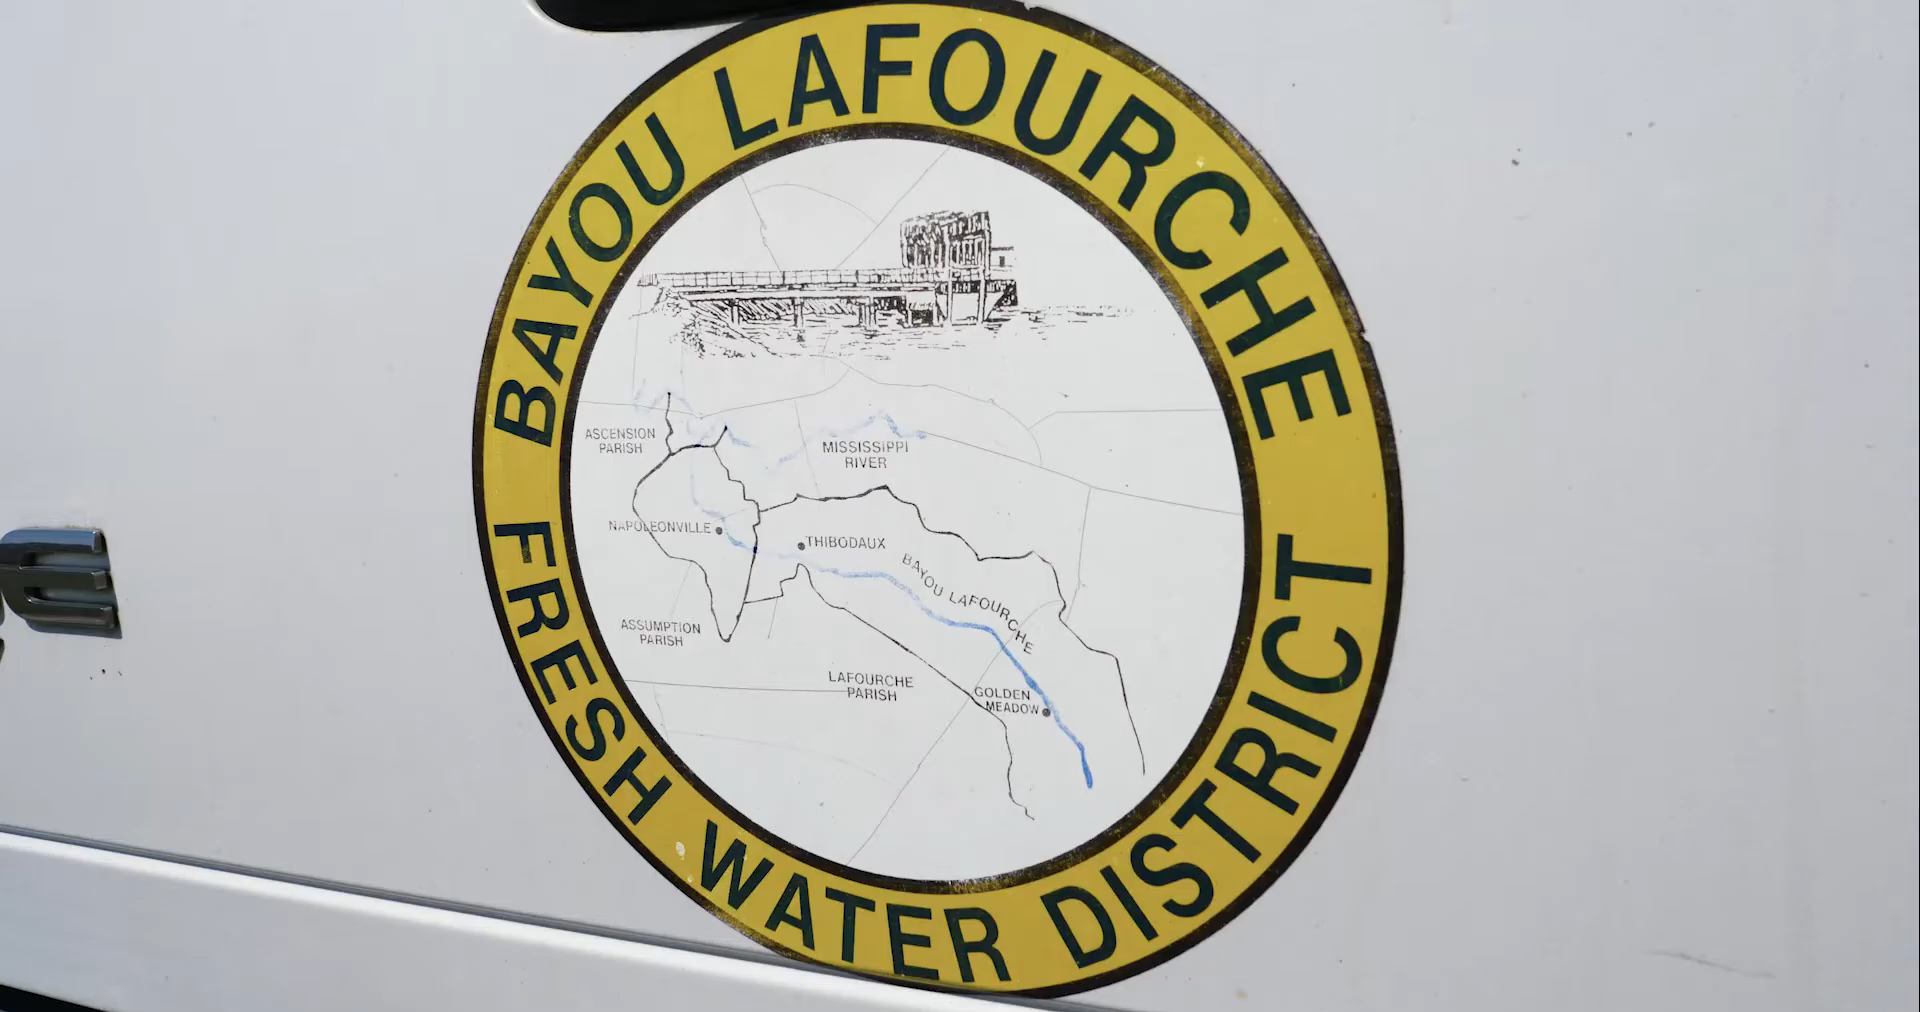 BAYOU LAFOURCHE
FRESH WATER DISTRICT
ASCENSION
PARISH
MISSISSIPPI
RIVER
NAPOLEONVILLE
THIBODAUX
BAYOU LAFOURCHE
ASSUMPTION
PARISH
LAFOURCHE
PARISH
GOLDEN
MEADOW
E